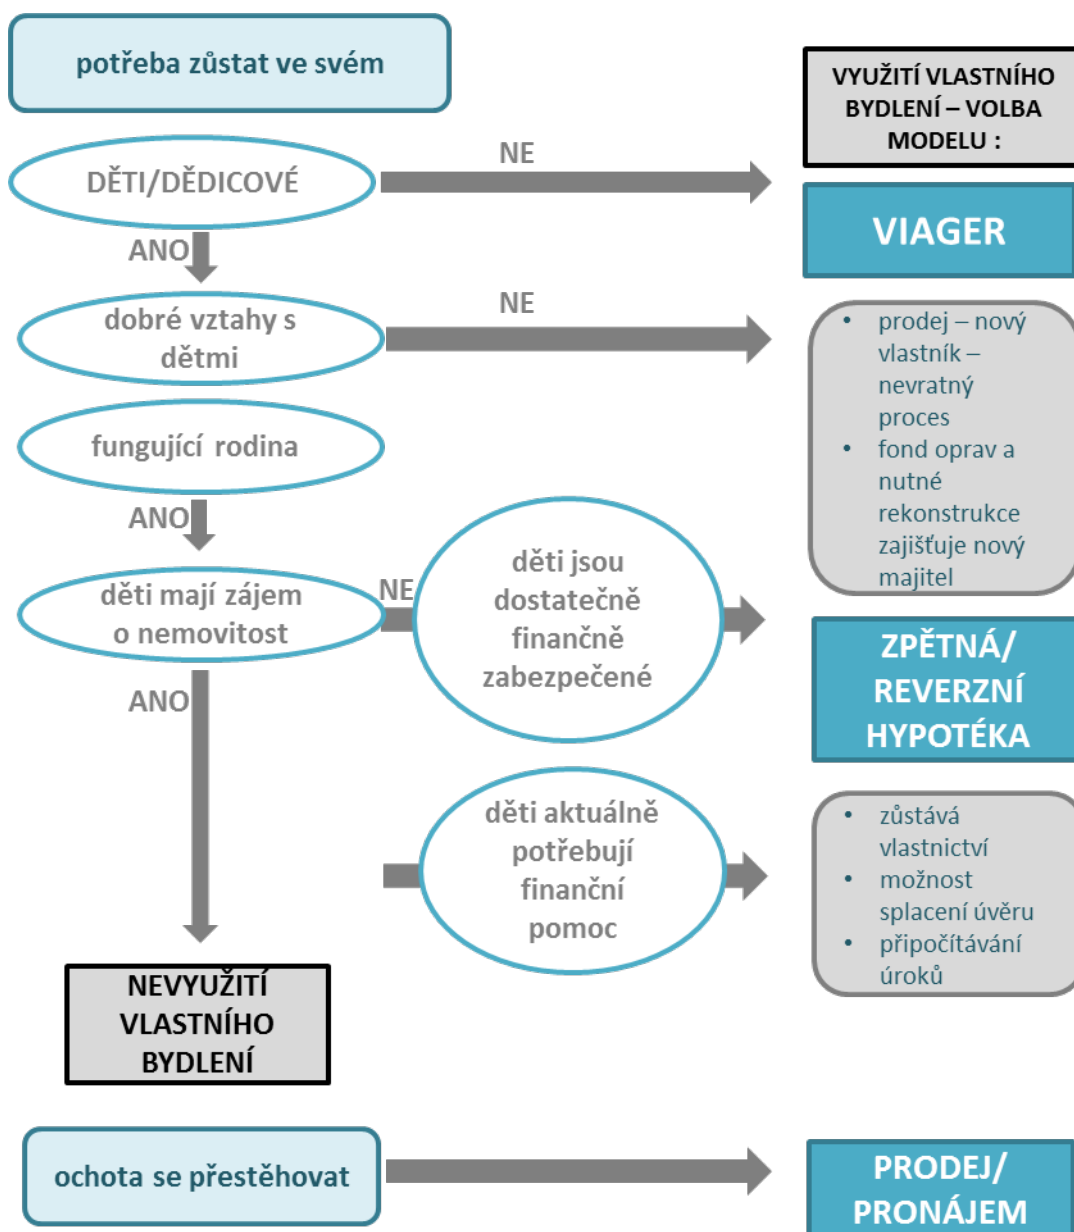 potřeba zůstat ve svém
VYUŽITÍ VLASTNÍHO
BYDLENÍ – VOLBA
MODELU :
DĚTI/DĚDICOVÉ
NE
VIAGER
ANO
dobré vztahy s
dětmi
NE
• prodej – nový
vlastník –
nevratný
proces
• fond oprav a
nutné
rekonstrukce
zajišťuje nový
majitel
fungující rodina
ANO
děti mají zájem
o nemovitost
NE
děti jsou
dostatečně
finančně
zabezpečené
ZPĚTNÁ/
REVERZNÍ
HYPOTÉKA
ANO
děti aktuálně
potřebují
finanční
pomoc
• zůstává
vlastnictví
• možnost
splacení úvěru
• připočítávání
úroků
NEVYUŽITÍ
VLASTNÍHO
BYDLENÍ
ochota se přestěhovat
PRODEJ/
PRONÁJEM